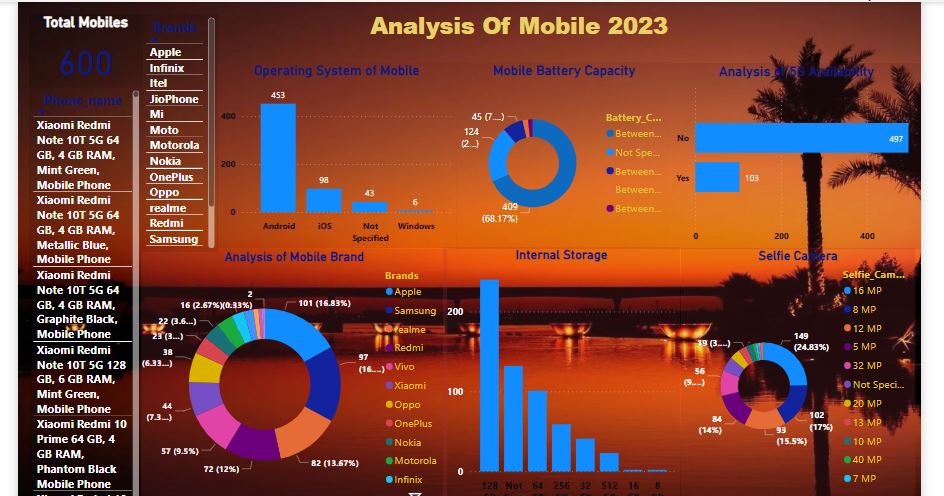 Analysis Of Mobile 2023
Total Mobiles
600
Phone_name
Xiaomi Redmi
Note 10T 5G 64
GB, 4 GB RAM,
Mint Green,
Mobile Phone
Xiaomi Redmi
Note 10T 5G 64
GB, 4 GB RAM,
Metallic Blue,
Mobile Phone
Xiaomi Redmi
Note 10T 5G 64
GB, 4 GB RAM,
Graphite Black,
Mobile Phone
Xiaomi Redmi
Note 10T 5G 128
GB, 6 GB RAM,
Mint Green,
Mobile Phone
Xiaomi Redmi 10
Prime 64 GB, 4
GB RAM,
Phantom Black
Mobile Phone
Brands
Apple
Infinix
Itel
JioPhone
Mi
Moto
Motorola
Nokia
OnePlus
Oppo
realme
Redmi
Samsung
Operating System of Mobile
400
200
0
453
98
43
6
Android
iOS
Not
Specified
Windows
Mobile Battery Capacity
45 (7....)
124
(2...)
409
(68.17%)
Battery_C...
Between...
Not Spe...
Between...
Between...
Between...
Analysis of 5G Availability
No
497
Yes
103
0
200
400
Analysis of Mobile Brand
2
(0.33%)
16 (2.67%)
22 (3.6...)
23 (3....)
38
(6.33...)
44
(7.3...)
57 (9.5%)
72 (12%)
82 (13.67%)
97
(16....)
101 (16.83%)
Brands
Apple
Samsung
realme
Redmi
Vivo
Xiaomi
Oppo
OnePlus
Nokia
Motorola
Infinix
Internal Storage
200
100
0
128
Not
64
256
32
512
16
8
Selfie Camera
19 (3....)
56
(9....)
84
(14%)
93
(15.5%)
102
(17%)
149
(24.83%)
Selfie_Cam...
16 MP
8 MP
12 MP
5 MP
32 MP
Not Speci...
20 MP
13 MP
10 MP
40 MP
7 MP